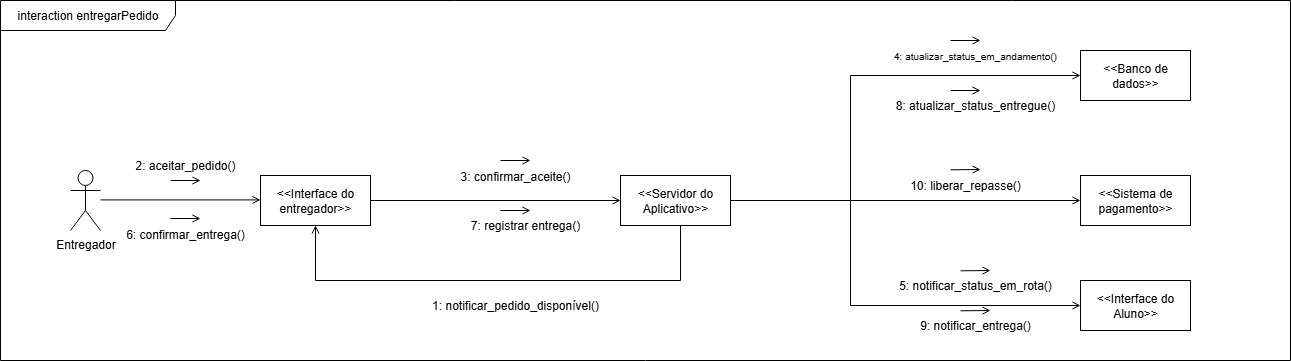 interaction entregarPedido
4: atualizar_status_em_andamento()
<<Banco de
dados>>
8: atualizar_status_entregue()
2: aceitar_pedido()
3: confirmar_aceite()
10: liberar_repasse()
<<Interface do
entregador>>
<<Servidor do
Aplicativo>>
<<Sistema de
pagamento>>
6: confirmar_entrega()
7: registrar entrega()
Entregador
5: notificar_status_em_rota()
1: notificar_pedido_disponível()
<<Interface do
Aluno>>
9: notificar_entrega()